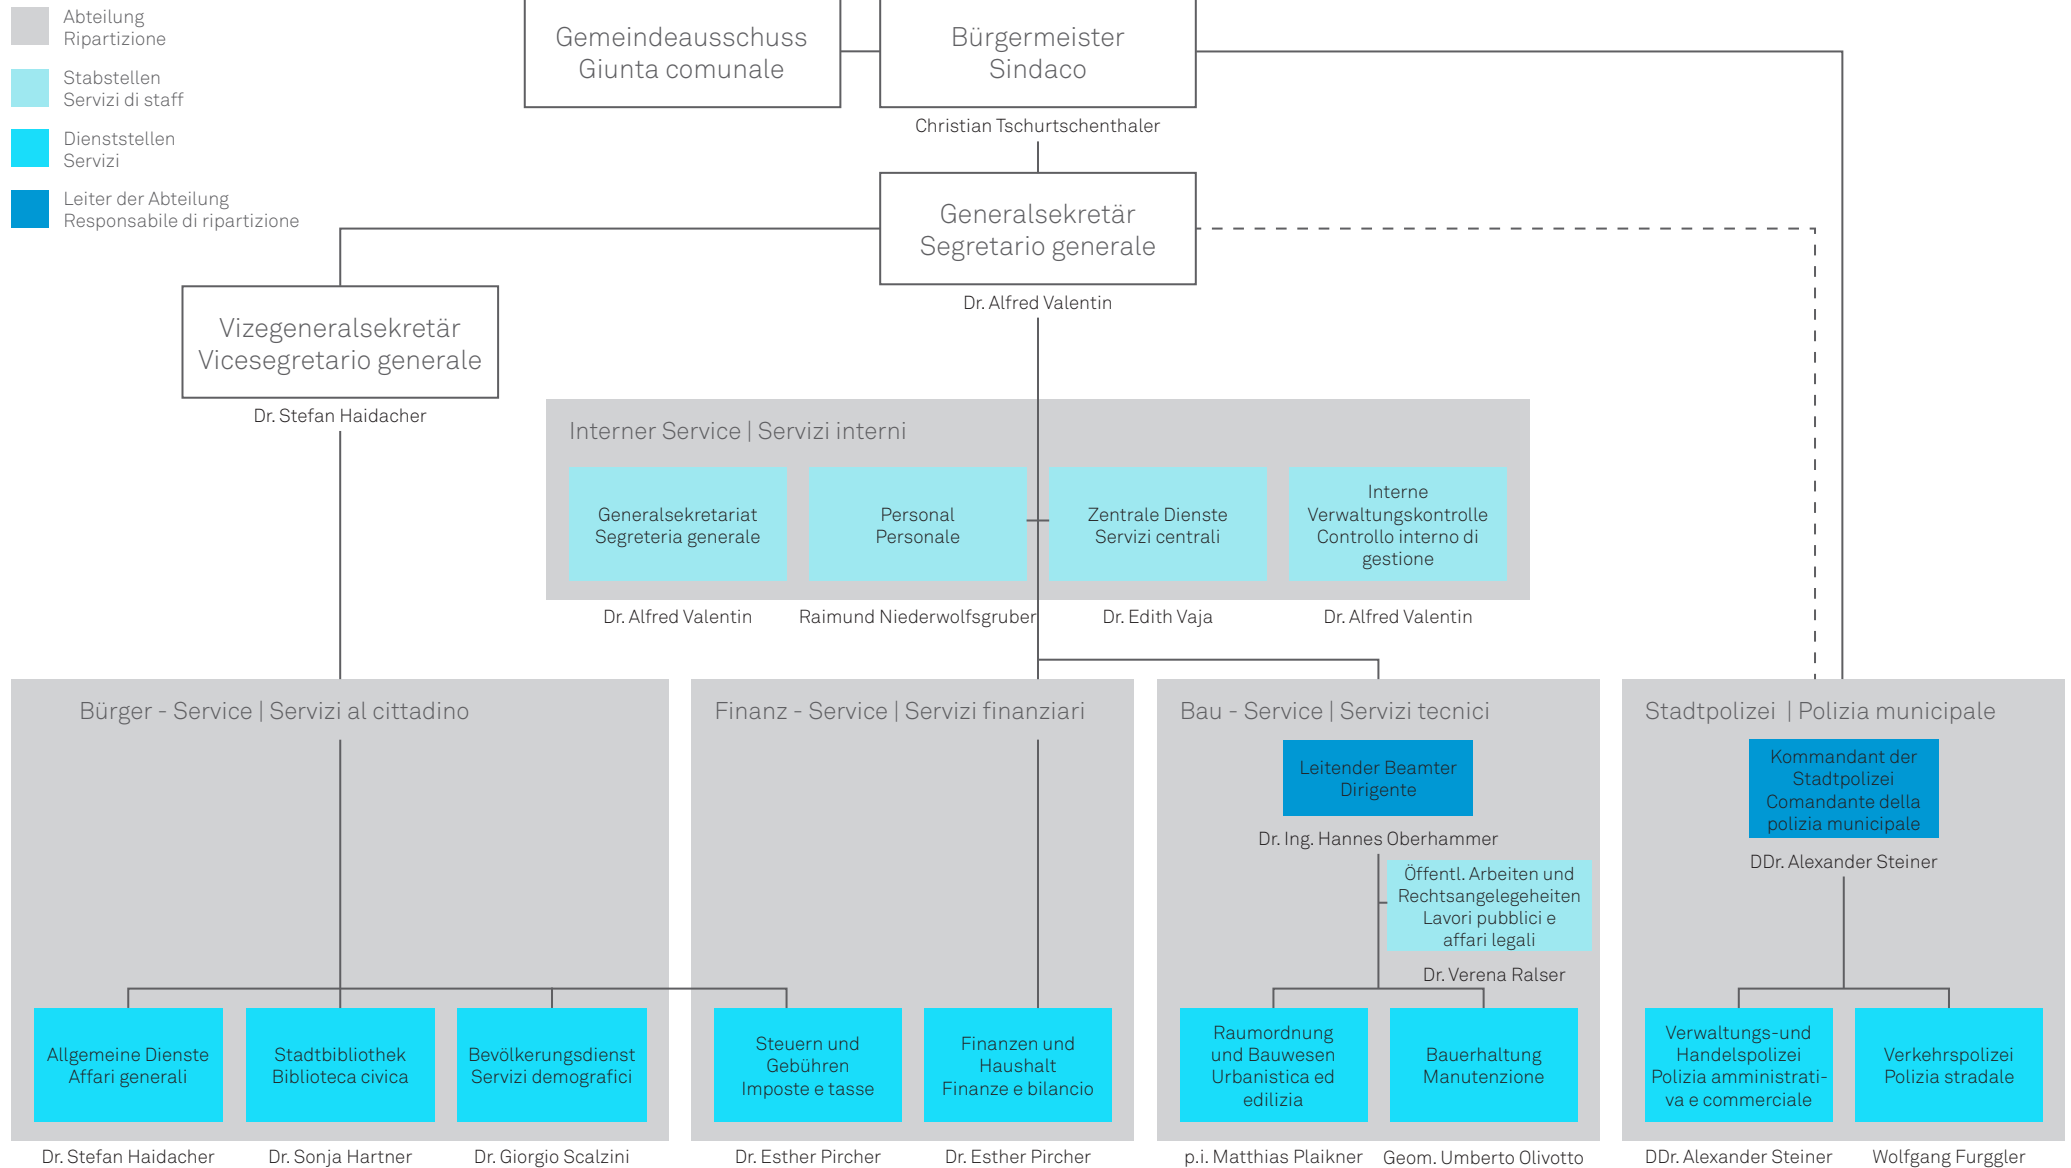 Abteilung
Ripartizione
Stabstellen
Servizi di staff
Dienststellen
Servizi
Leiter der Abteilung
Responsabile di ripartizione
Gemeindeausschuss
Giunta comunale
Bürgermeister
Sindaco
Christian Tschurtschenthaler
Generalsekretär
Segretario generale
Dr. Alfred Valentin
Vizegeneralsekretär
Vicesegretario generale
Dr. Stefan Haidacher
Interner Service | Servizi interni
Generalsekretariat
Segreteria generale
Personal
Personale
Zentrale Dienste
Servizi centrali
Interne
Verwaltungskontrolle
Controllo interno di
gestione
Dr. Alfred Valentin
Raimund Niederwolfsgruber
Dr. Edith Vaja
Dr. Alfred Valentin
Bürger - Service | Servizi al cittadino
Allgemeine Dienste
Affari generali
Stadtbibliothek
Biblioteca civica
Bevölkerungsdienst
Servizi demografici
Dr. Stefan Haidacher
Dr. Sonja Hartner
Dr. Giorgio Scalzini
Finanz - Service | Servizi finanziari
Steuern und
Gebühren
Imposte e tasse
Finanzen und
Haushalt
Finanze e bilancio
Dr. Esther Pircher
Dr. Esther Pircher
Bau - Service | Servizi tecnici
Leitender Beamter
Dirigente
Dr. Ing. Hannes Oberhammer
Öffentl. Arbeiten und
Rechtsangelegeheiten
Lavori pubblici e
affari legali
Dr. Verena Ralser
Raumordnung
und Bauwesen
Urbanistica ed
edilizia
Bauerhaltung
Manutenzione
p.i. Matthias Plaikner
Geom. Umberto Olivotto
Stadtpolizei | Polizia municipale
Kommandant der
Stadtpolizei
Comandante della
polizia municipale
DDr. Alexander Steiner
Verwaltungs-und
Handelspolizei
Polizia amministrati-
va e commerciale
Verkehrspolizei
Polizia stradale
DDr. Alexander Steiner
Wolfgang Furggler